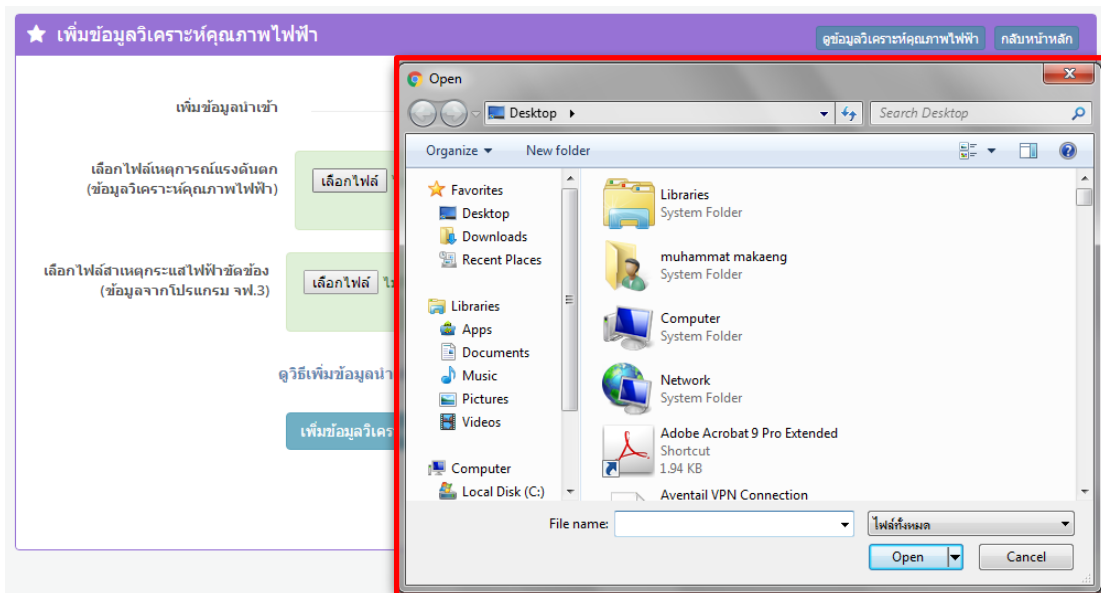 เพิ่มข้อมูลวิเคราะห์คุณภาพไฟฟ้า
ดูข้อมูลวิเคราะห์คุณภาพไฟฟ้า
กลับหน้าหลัก
เพิ่มข้อมูลนำเข้า
เลือกไฟล์เหตุการณ์แรงดันตก
(ข้อมูลวิเคราะห์คุณภาพไฟฟ้า)
เลือกไฟล์
เลือกไฟล์สาเหตุกระแสไฟฟ้าขัดข้อง
(ข้อมูลจากโปรแกรม จฟ.3)
เลือกไฟล์
ดูวิธีเพิ่มข้อมูลนำ
เพิ่มข้อมูลวิเคร
Open
Desktop
Search Desktop
Organize
New folder
Favorites
Desktop
Downloads
Recent Places
Libraries
Apps
Documents
Music
Pictures
Videos
Computer
Local Disk (C:)
Libraries
System Folder
muhammat makaeng
System Folder
Computer
System Folder
Network
System Folder
Adobe Acrobat 9 Pro Extended
Shortcut
1.94 KB
Aventail VPN Connection
File name:
ไฟล์ทั้งหมด
Open
Cancel